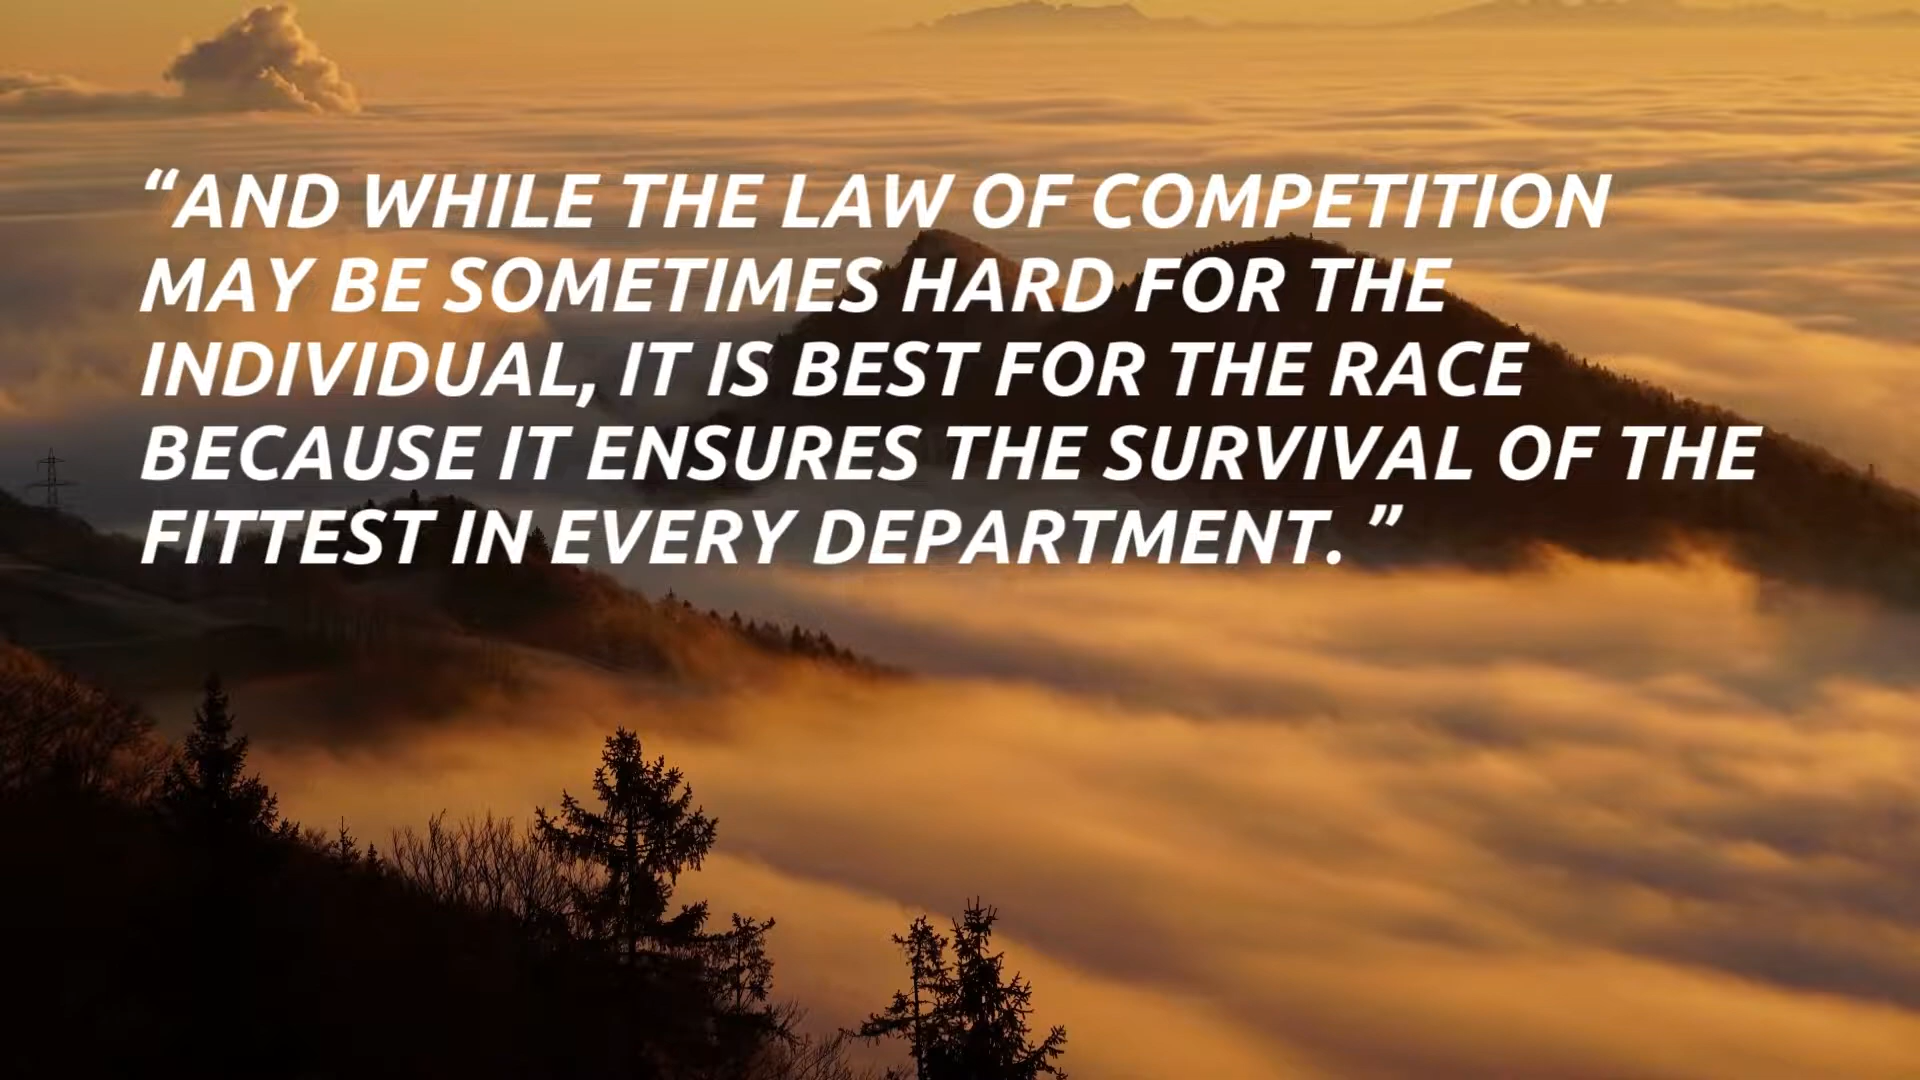 “AND WHILE THE LAW OF COMPETITION
MAY BE SOMETIMES HARD FOR THE
INDIVIDUAL, IT IS BEST FOR THE RACE
BECAUSE IT ENSURES THE SURVIVAL OF THE
FITTEST IN EVERY DEPARTMENT. ”